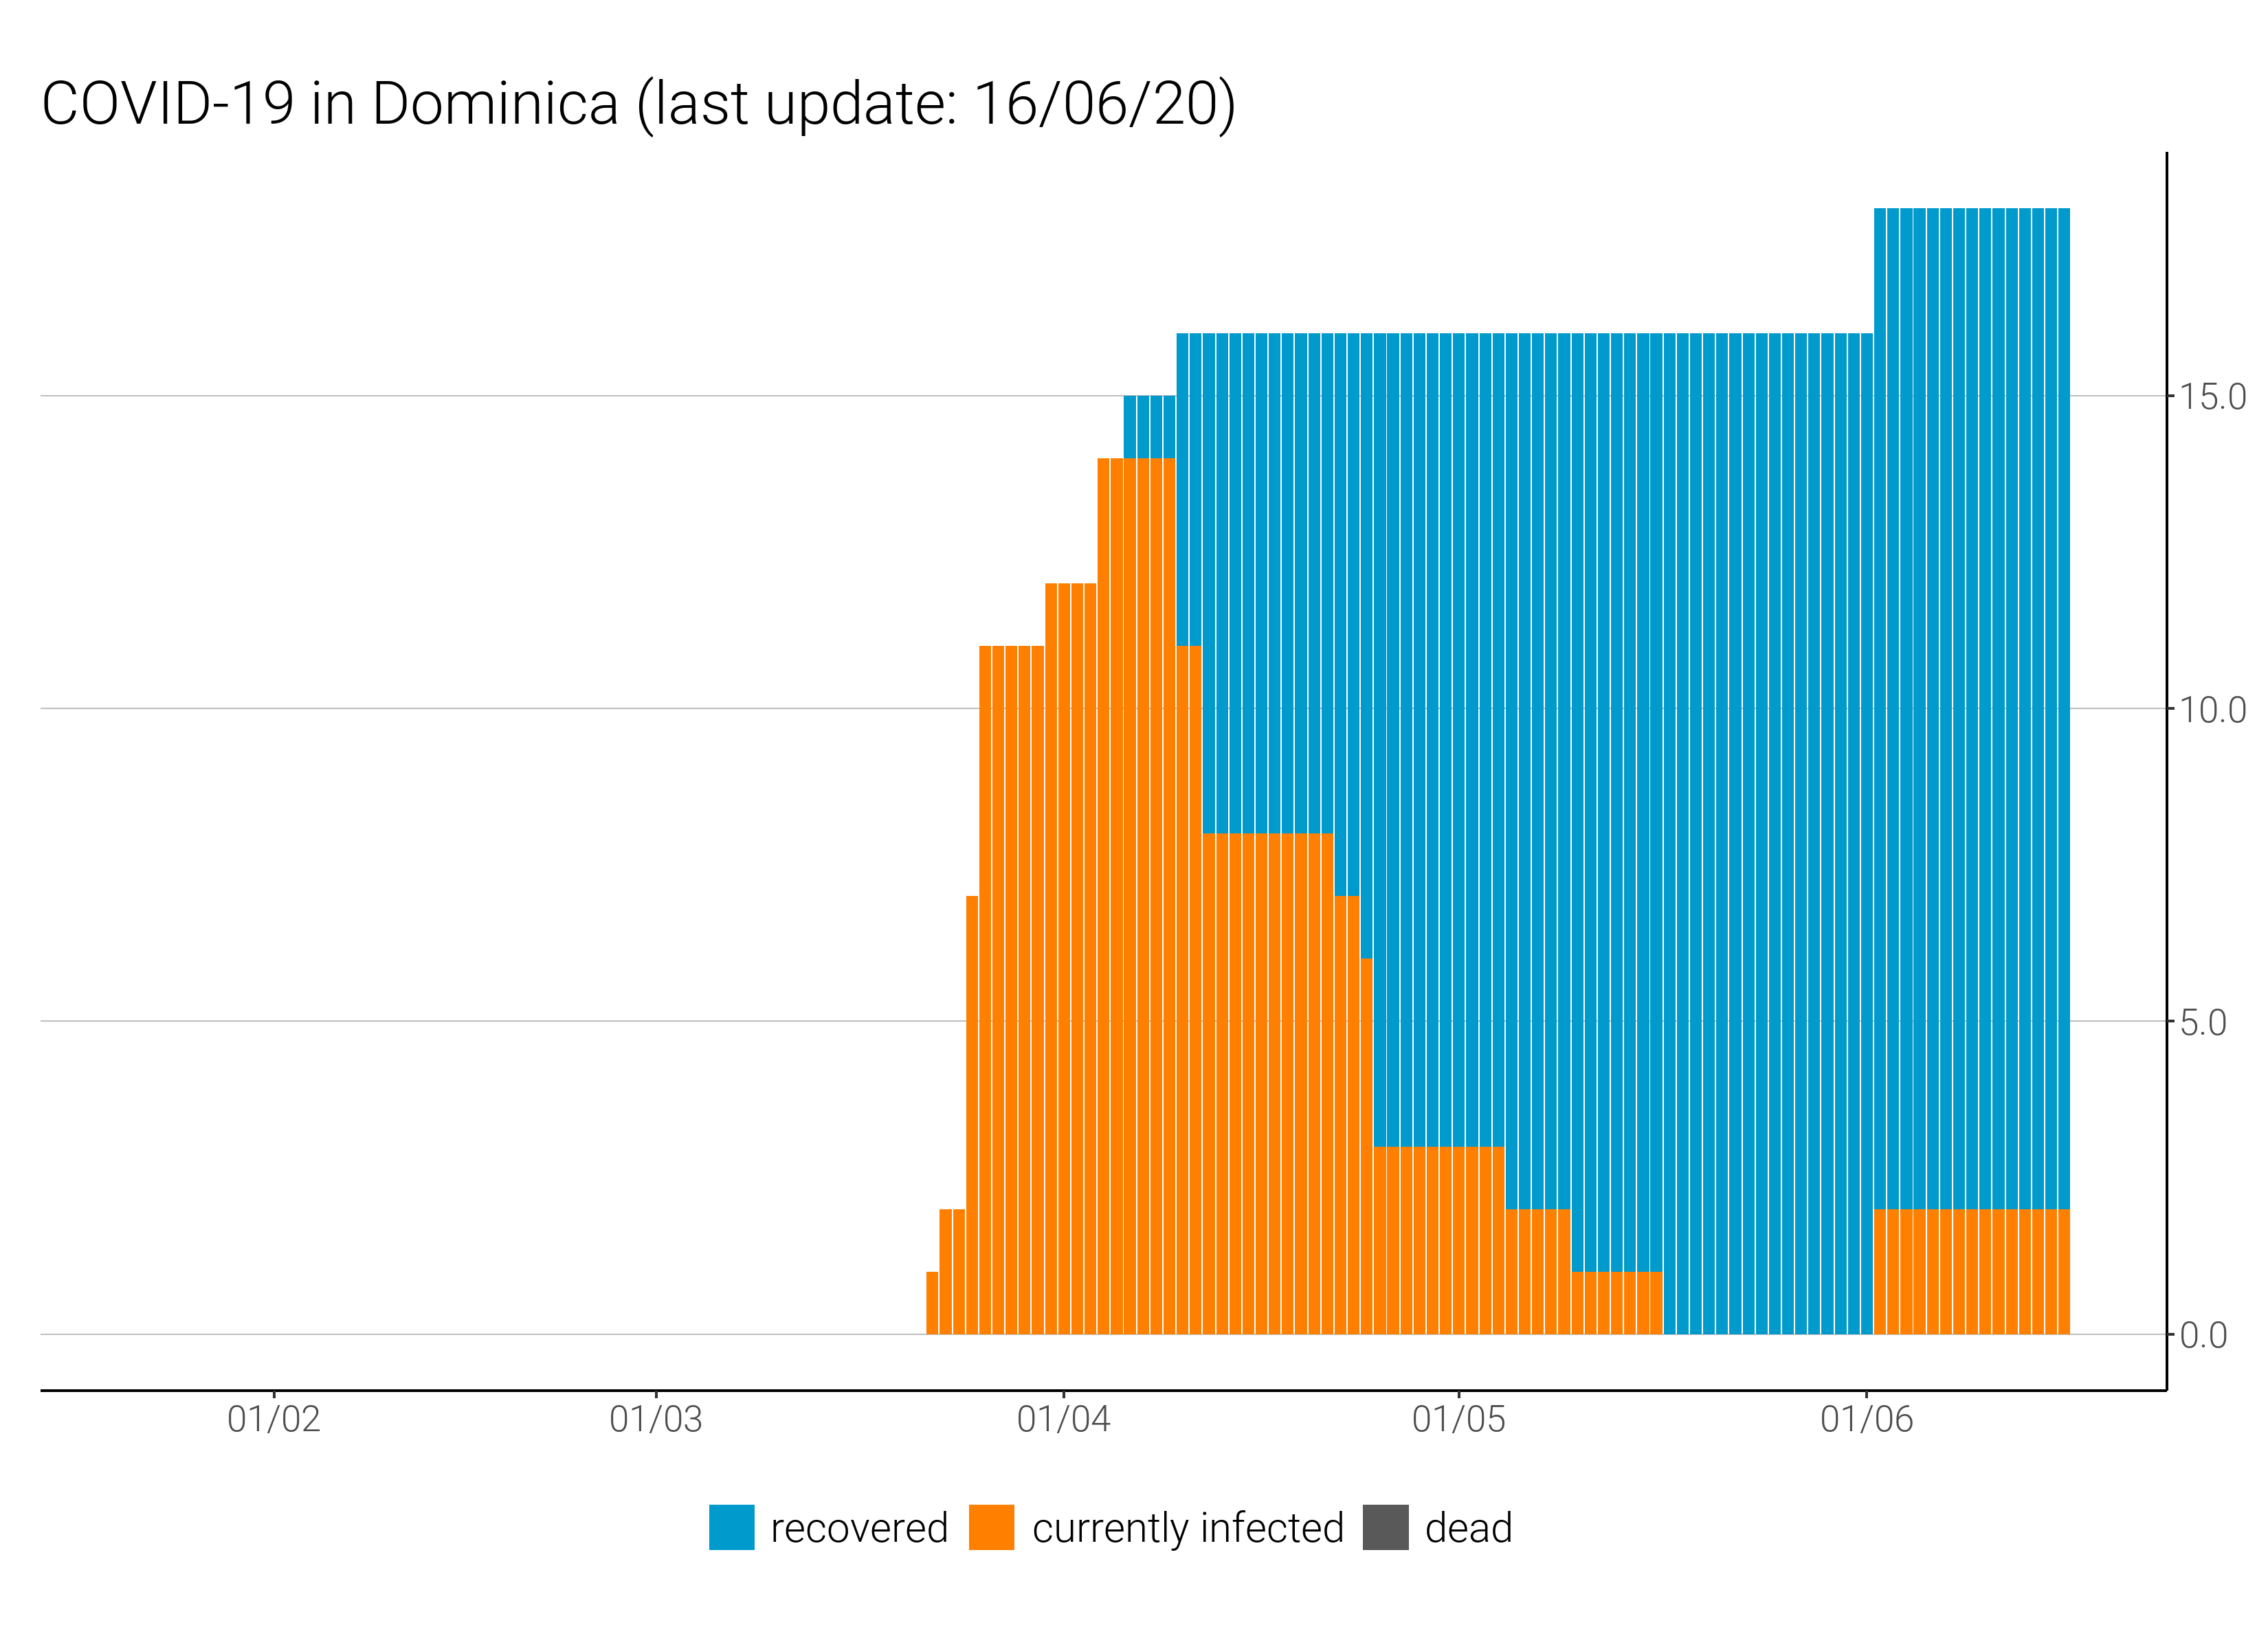 COVID-19 in Dominica (last update: 16/06/20)
15.0
10.0
5.0
0.0
01/02 01/03 01/04 01/05 01/06
recovered currently infected dead